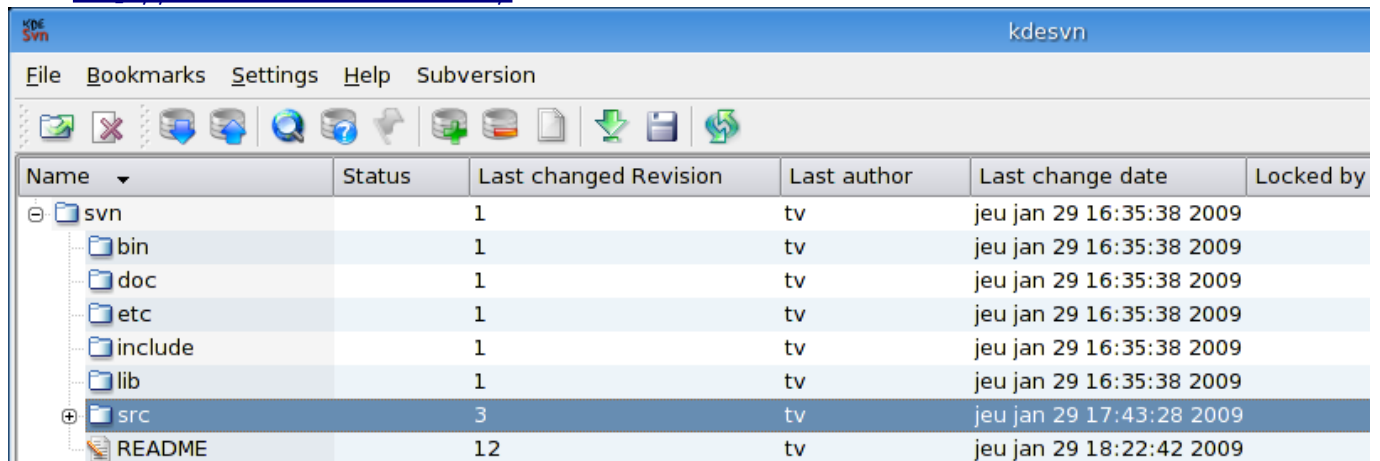 KDE
Svn
kdesvn
File Bookmarks Settings Help Subversion
Name Status Last changed Revision Last author Last change date Locked by
svn 1 tv jeu jan 29 16:35:38 2009
bin 1 tv jeu jan 29 16:35:38 2009
doc 1 tv jeu jan 29 16:35:38 2009
etc 1 tv jeu jan 29 16:35:38 2009
include 1 tv jeu jan 29 16:35:38 2009
lib 1 tv jeu jan 29 16:35:38 2009
src 3 tv jeu jan 29 17:43:28 2009
README 12 tv jeu jan 29 18:22:42 2009